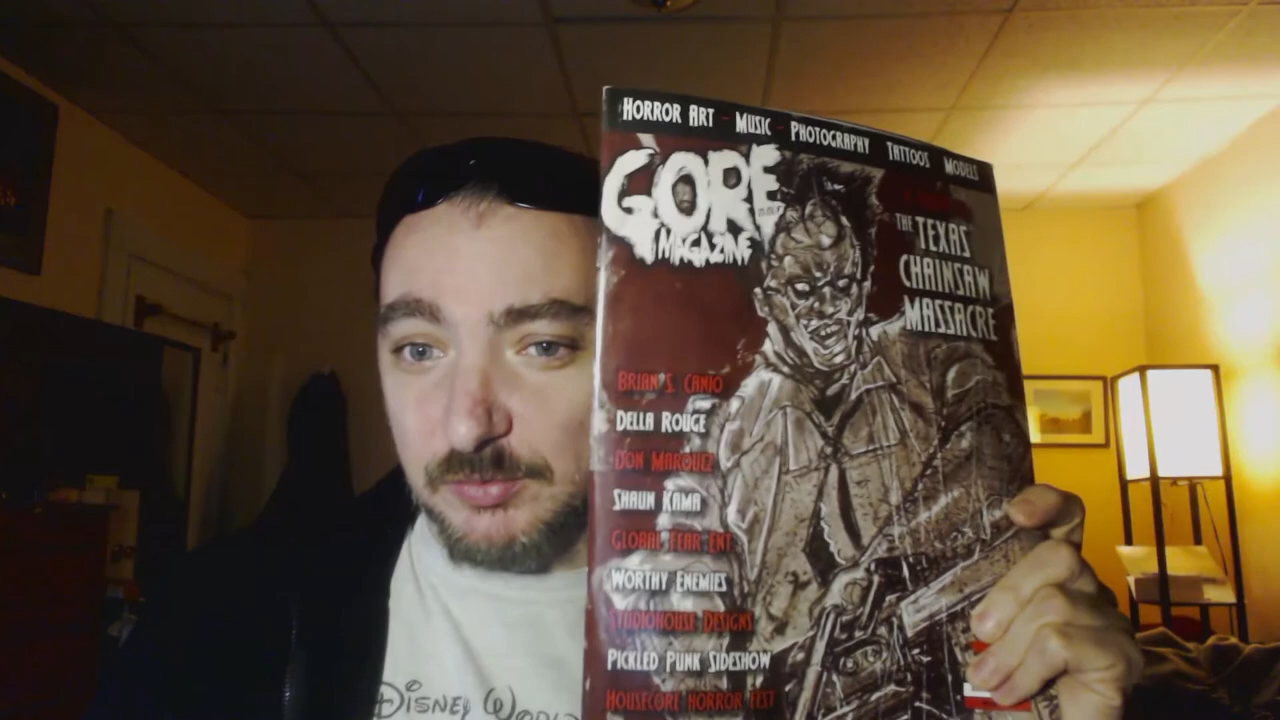 HORROR ART - MUSIC - PHOTOGRAPHY TATTOOS MODELS
GORE
MAGAZINE
THE TEXAS
CHAINSAW
MASSACRE
BRIAN'S CANIO
DELLA ROUGE
DON MARQUEZ
SHAUN KAMA
GLOBAL FEAR ENT
WORTHY ENEMIES
STUDIOHOUSE DESIGNS
PICKLED PUNK SIDESHOW
HOUSECORE HORROR FEST
DISNEY WORLD